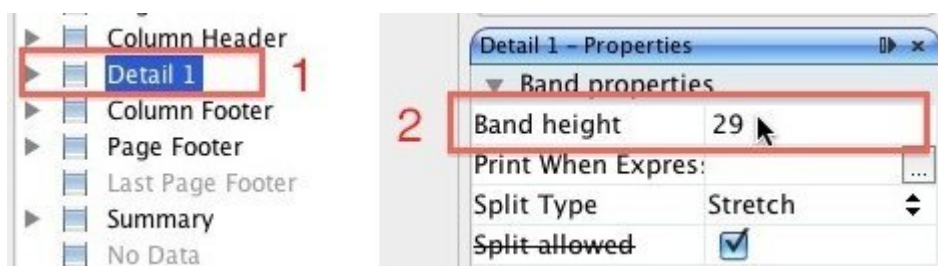 Column Header
Detail 1
1
Column Footer
Page Footer
Last Page Footer
Summary
No Data
Detail 1 - Properties
Band properties
2
Band height 29
Print When Expres:
...
Split Type Stretch
Split allowed